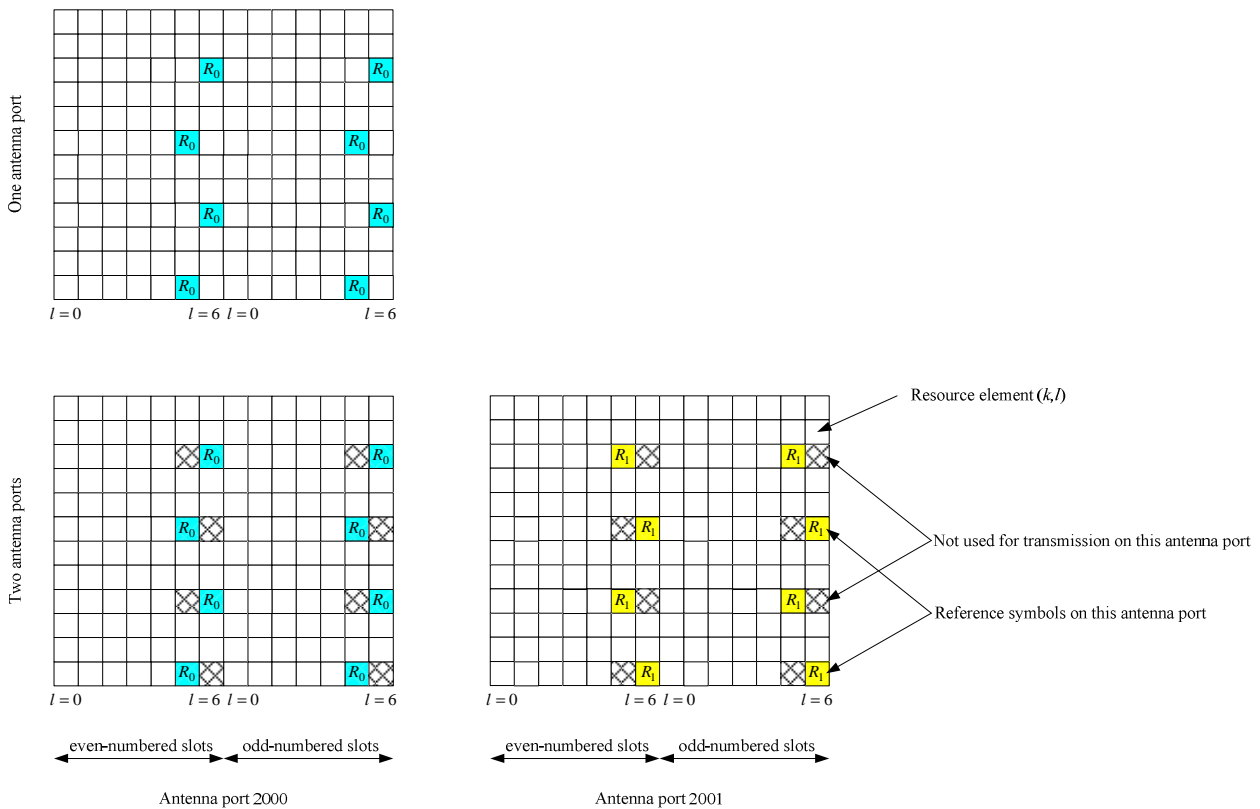 One antenna port
R0 R0
R0 R0
R0 R0
R0 R0
l = 0 l = 6 l = 0 l = 6
Two antenna ports
R0 R0
R0 R0
R0 R0
R0 R0
l = 0 l = 6 l = 0 l = 6
even-numbered slots odd-numbered slots
Antenna port 2000
R1 R1
R1 R1
R1 R1
R1 R1
l = 0 l = 6 l = 0 l = 6
even-numbered slots odd-numbered slots
Antenna port 2001
Resource element (k,l)
Not used for transmission on this antenna port
Reference symbols on this antenna port